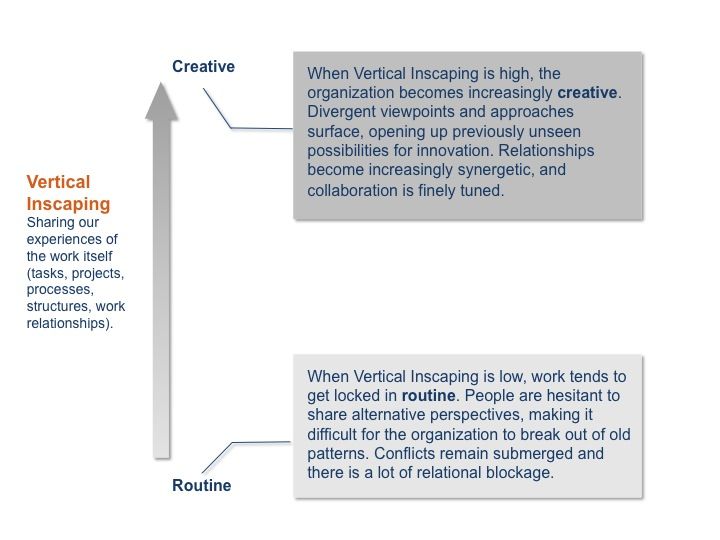 Creative
When Vertical Inscaping is high, the
organization becomes increasingly creative.
Divergent viewpoints and approaches
surface, opening up previously unseen
possibilities for innovation. Relationships
become increasingly synergetic, and
collaboration is finely tuned.
Vertical
Inscaping
Sharing our
experiences of
the work itself
(tasks, projects,
processes,
structures, work
relationships).
When Vertical Inscaping is low, work tends to
get locked in routine. People are hesitant to
share alternative perspectives, making it
difficult for the organization to break out of old
patterns. Conflicts remain submerged and
there is a lot of relational blockage.
Routine